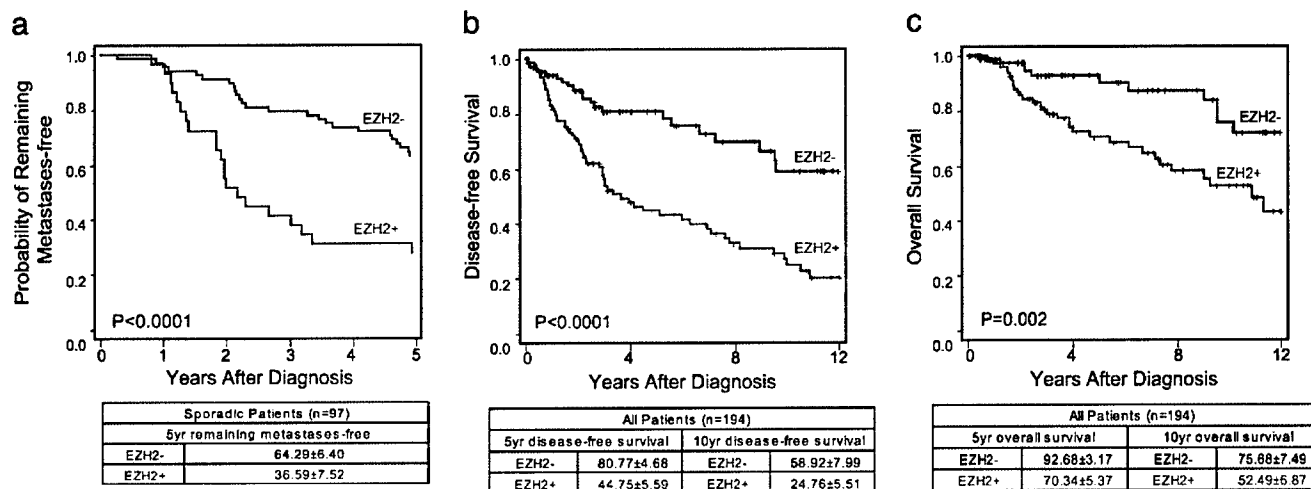 a
Probability of Remaining
Metastases-free
1.0
0.8
0.6
0.4
0.2
0.0
EZH2-
EZH2+
P<0.0001
0 1 2 3 4 5
Years After Diagnosis
Sporadic Patients (n=97)
5yr remaining metastases-free
EZH2- 64.29±6.40
EZH2+ 36.59±7.52
b
Disease-free Survival
1.0
0.8
0.6
0.4
0.2
0.0
EZH2-
EZH2+
P<0.0001
0 4 8 12
Years After Diagnosis
All Patients (n=194)
5yr disease-free survival 10yr disease-free survival
EZH2- 80.77±4.68 EZH2- 58.92±7.99
EZH2+ 44.75±5.59 EZH2+ 24.76±5.51
c
Overall Survival
1.0
0.8
0.6
0.4
0.2
0.0
EZH2-
EZH2+
P=0.002
0 4 8 12
Years After Diagnosis
All Patients (n=194)
5yr overall survival 10yr overall survival
EZH2- 92.68±3.17 EZH2- 75.68±7.49
EZH2+ 70.34±5.37 EZH2+ 52.49±6.87